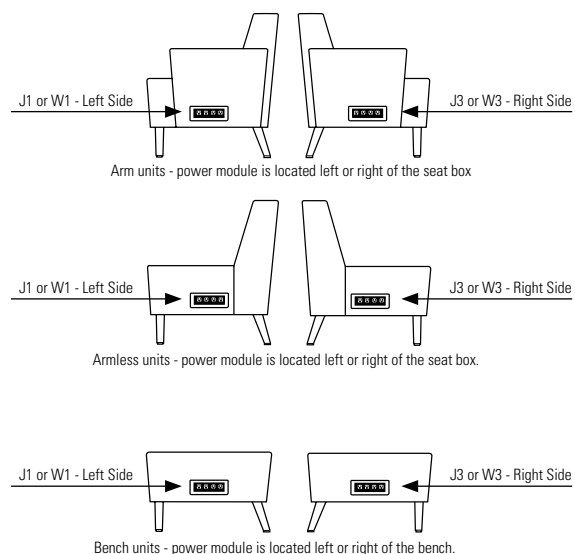 J1 or W1 - Left Side
J3 or W3 - Right Side
Arm units - power module is located left or right of the seat box
J1 or W1 - Left Side
J3 or W3 - Right Side
Armless units - power module is located left or right of the seat box.
J1 or W1 - Left Side
J3 or W3 - Right Side
Bench units - power module is located left or right of the bench.